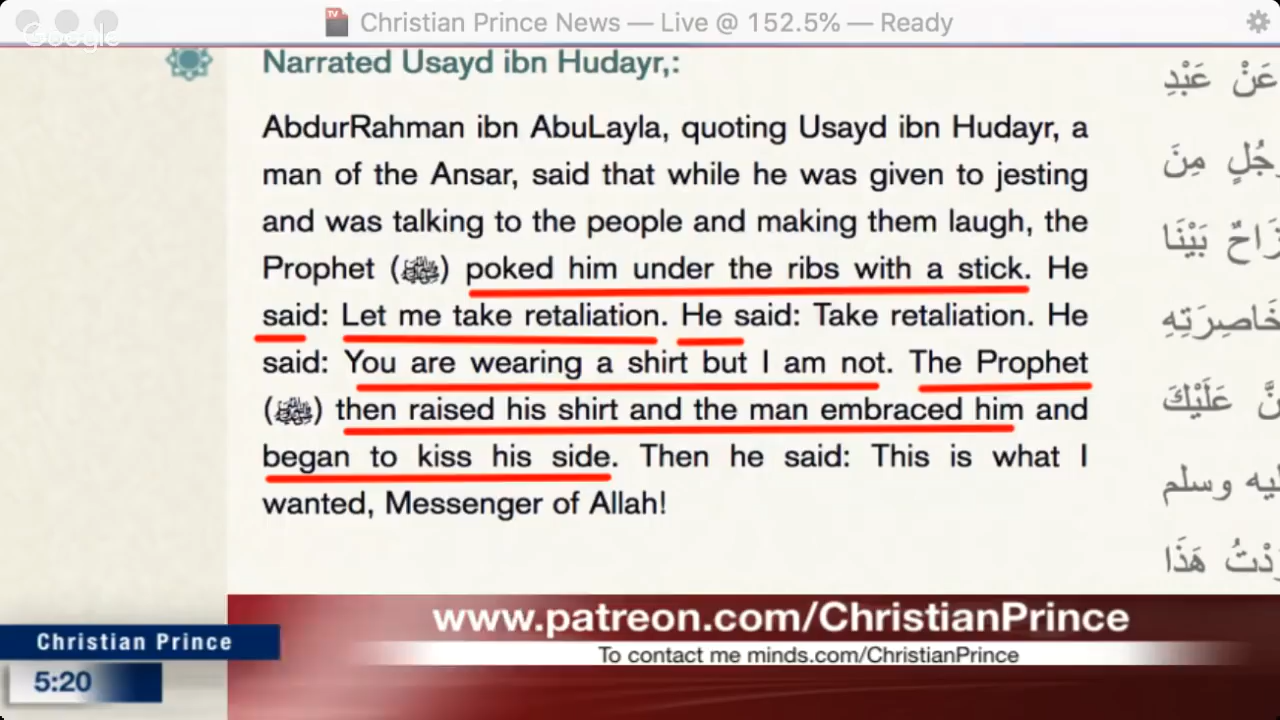 Christian Prince News — Live @ 152.5% — Ready
Google
Narrated Usayd ibn Hudayr,:
AbdurRahman ibn AbuLayla, quoting Usayd ibn Hudayr, a
man of the Ansar, said that while he was given to jesting
and was talking to the people and making them laugh, the
Prophet (ﷺ) poked him under the ribs with a stick. He
said: Let me take retaliation. He said: Take retaliation. He
said: You are wearing a shirt but I am not. The Prophet
(ﷺ) then raised his shirt and the man embraced him and
began to kiss his side. Then he said: This is what I
wanted, Messenger of Allah!
عَنْ عَبْدِ
مِنَ
بَيْنَا
خَاصِرَتِهِ
عَلَيْكَ
وسلم
هَذَا
www.patreon.com/ChristianPrince
To contact me minds.com/ChristianPrince
Christian Prince
5:20